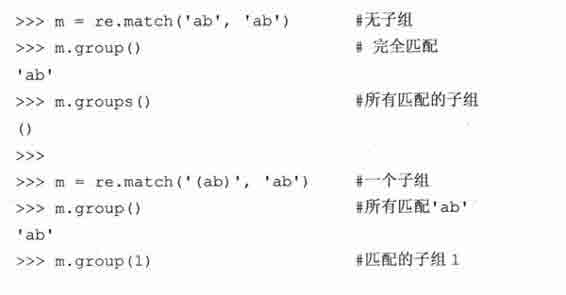 >>> m = re.match('ab', 'ab') #无子组
>>> m.group() # 完全匹配
'ab'
>>> m.groups() #所有匹配的子组
()
>>>
>>> m = re.match('(ab)', 'ab') #一个子组
>>> m.group() #所有匹配'ab'
'ab'
>>> m.group(1) #匹配的子组 1